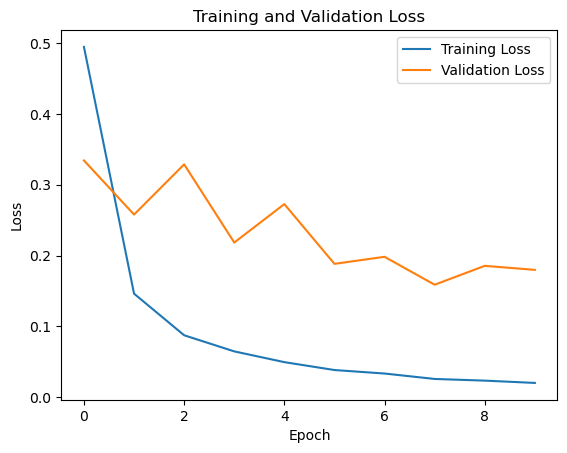 Training and Validation Loss
Training Loss
Validation Loss
Loss
0.5
0.4
0.3
0.2
0.1
0.0
0 2 4 6 8
Epoch